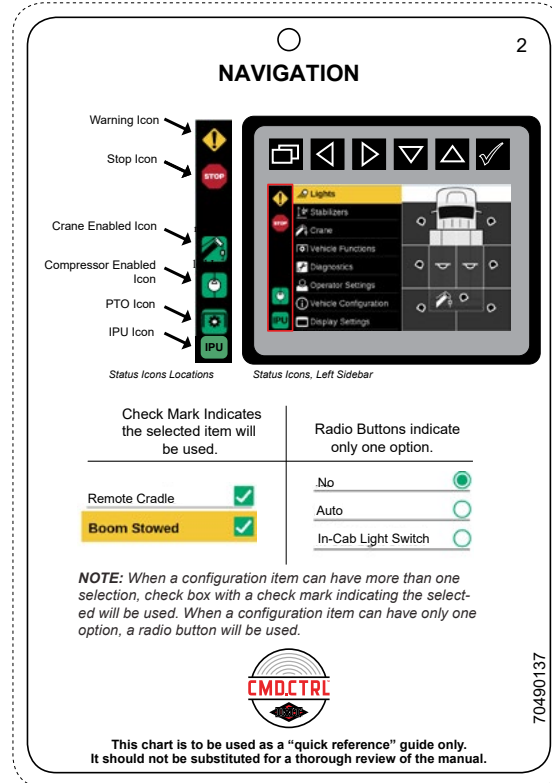 2
NAVIGATION
Warning Icon
Stop Icon
Crane Enabled Icon
Compressor Enabled
Icon
PTO Icon
IPU Icon
STOP
IPU
Status Icons Locations
STOP
IPU
Lights
Stabilizers
Crane
Vehicle Functions
Diagnostics
Operator Settings
Vehicle Configuration
Display Settings
Status Icons, Left Sidebar
Check Mark Indicates
the selected item will
be used.
Remote Cradle
Boom Stowed
Radio Buttons indicate
only one option.
No
Auto
In-Cab Light Switch
NOTE: When a configuration item can have more than one
selection, check box with a check mark indicating the select-
ed will be used. When a configuration item can have only one
option, a radio button will be used.
CMD.CTRL
70490137
This chart is to be used as a “quick reference” guide only.
It should not be substituted for a thorough review of the manual.